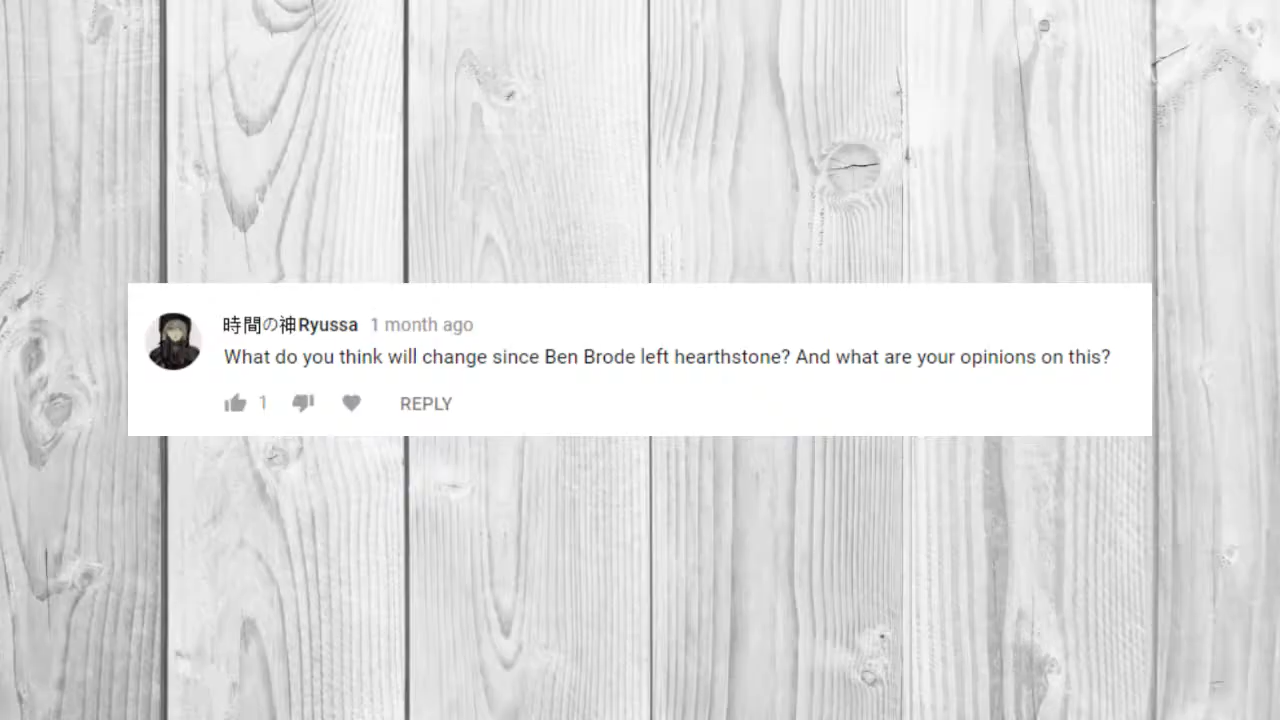 時間の神Ryussa 1 month ago
What do you think will change since Ben Brode left hearthstone? And what are your opinions on this?
1 REPLY